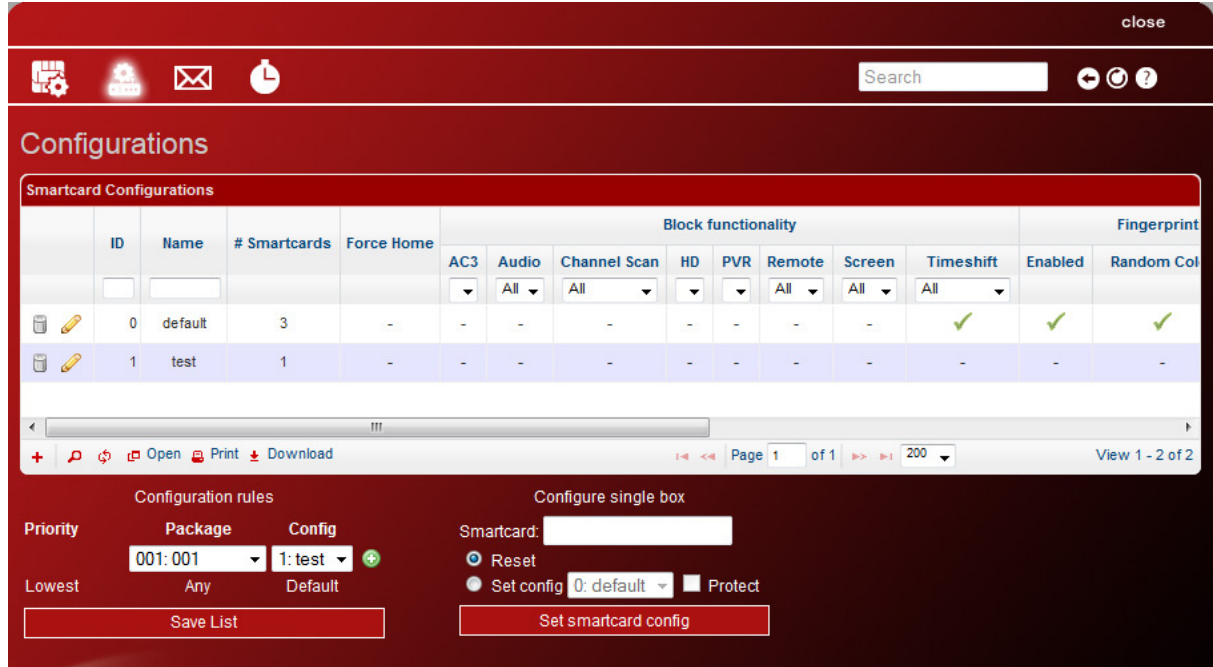 close
Search
Configurations
Smartcard Configurations
Block functionality Fingerprint
ID Name # Smartcards Force Home
AC3 Audio Channel Scan HD PVR Remote Screen Timeshift Enabled Random Col
All All All All All
0 default 3 - - - - - - - -
1 test 1 - - - - - - - - - - -
+ Open Print Download Page 1 of 1 200 View 1 - 2 of 2
Configuration rules Configure single box
Priority Package Config
Smartcard:
001: 001 1: test
Reset
Set config 0: default Protect
Lowest Any Default
Save List Set smartcard config